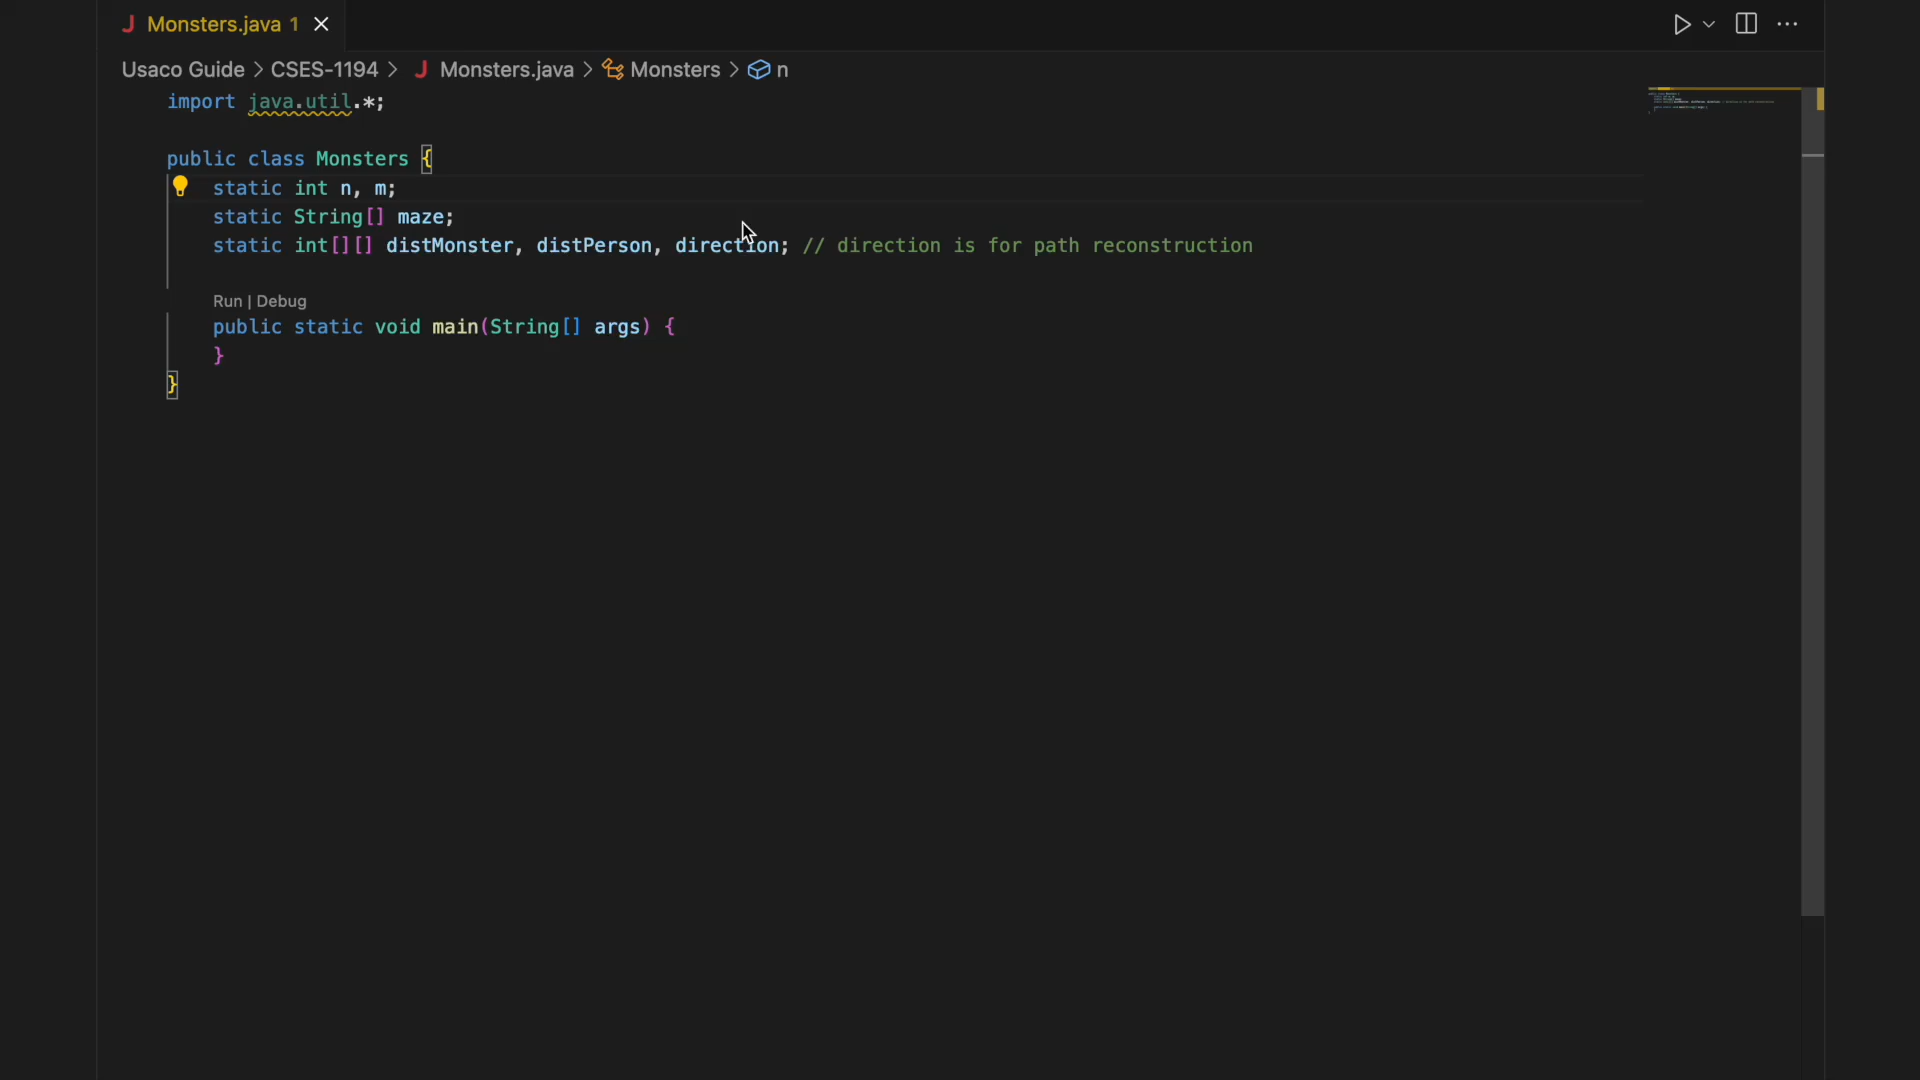 J Monsters.java 1
Usaco Guide > CSES-1194 > J Monsters.java > Monsters > n
import java.util.*;
public class Monsters {
static int n, m;
static String[] maze;
static int[][] distMonster, distPerson, direction; // direction is for path reconstruction
Run | Debug
public static void main(String[] args) {
}
}